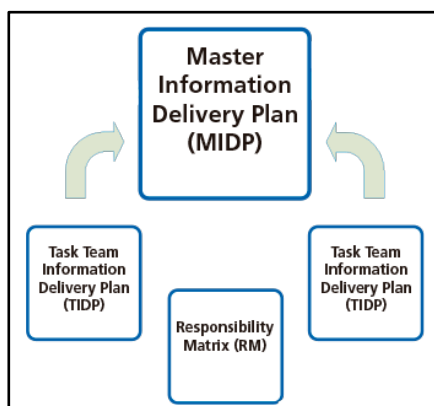 Master
Information
Delivery Plan
(MIDP)
Task Team
Information
Delivery Plan
(TIDP)
Task Team
Information
Delivery Plan
(TIDP)
Responsibility
Matrix (RM)